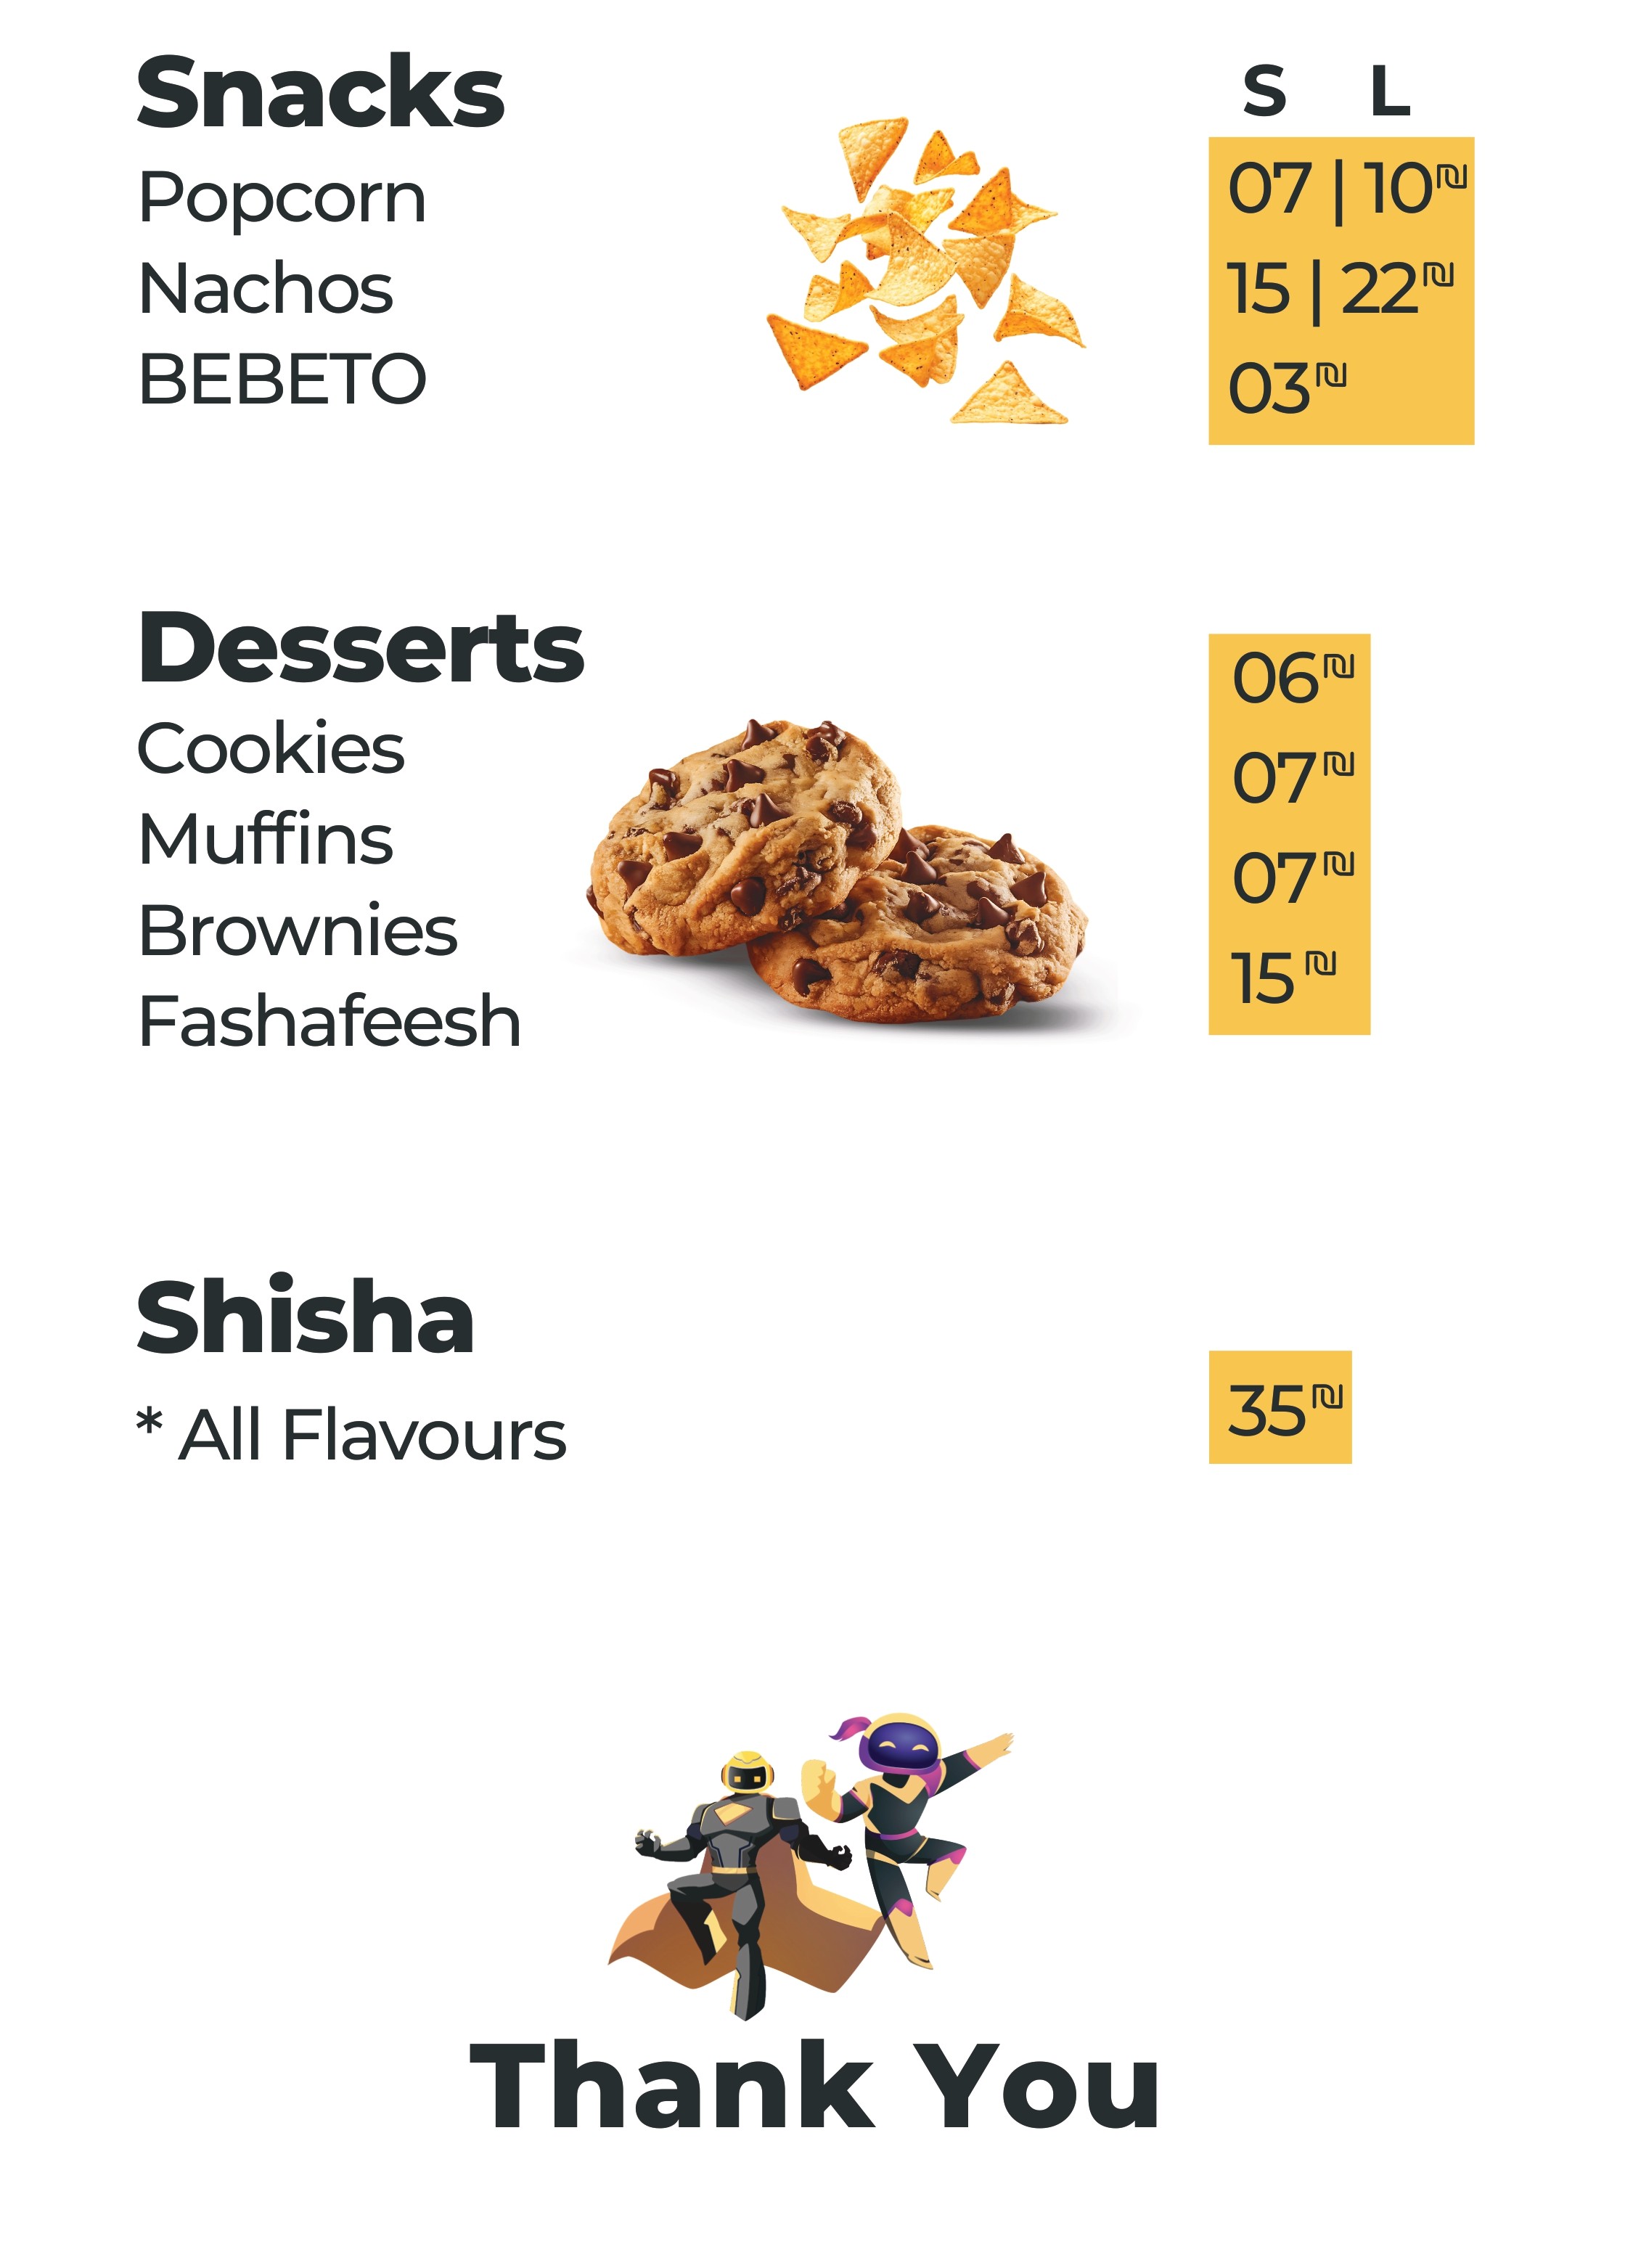 Snacks S L
Popcorn 07 | 10₪
Nachos 15 | 22₪
BEBETO 03₪
Desserts
Cookies 06₪
Muffins 07₪
Brownies 07₪
Fashafeesh 15₪
Shisha
* All Flavours 35₪
Thank You